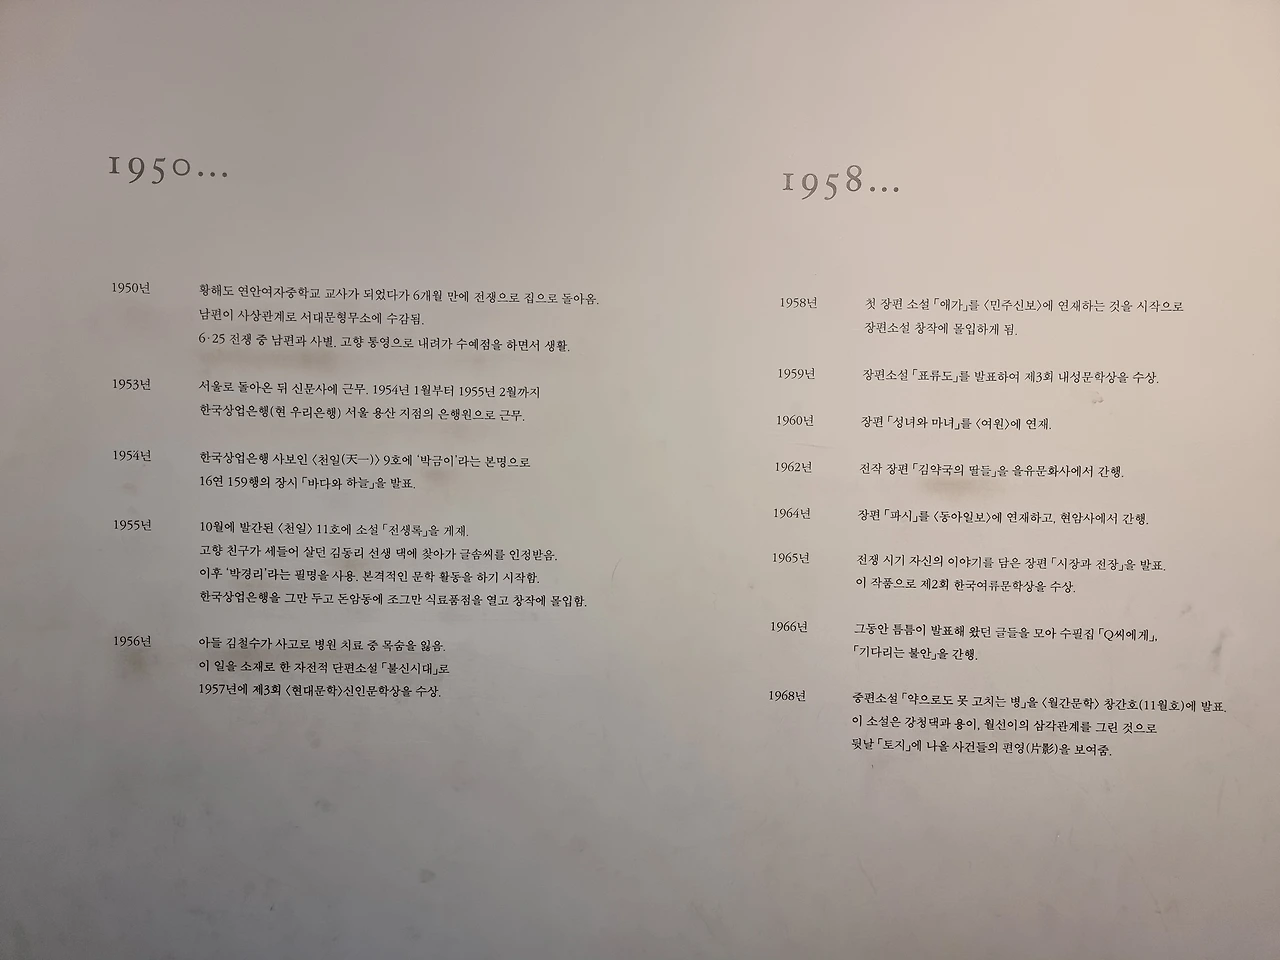 1950...
1950년 황해도 연안여자중학교 교사가 되었다가 6개월 만에 전쟁으로 집으로 돌아옴.
남편이 사상관계로 서대문형무소에 수감됨.
6·25 전쟁 중 남편과 사별. 고향 통영으로 내려가 수예점을 하면서 생활.
1953년 서울로 돌아온 뒤 신문사에 근무. 1954년 1월부터 1955년 2월까지
한국상업은행(현 우리은행) 서울 용산 지점의 은행원으로 근무.
1954년 한국상업은행 사보인 〈천일(天一)〉 9호에 ‘박금이’라는 본명으로
16연 159행의 장시 「바다와 하늘」을 발표.
1955년 10월에 발간된 〈천일〉 11호에 소설 「전생록」을 게재.
고향 친구가 세들어 살던 김동리 선생 댁에 찾아가 글솜씨를 인정받음.
이후 ‘박경리’라는 필명을 사용. 본격적인 문학 활동을 하기 시작함.
한국상업은행을 그만 두고 돈암동에 조그만 식료품점을 열고 창작에 몰입함.
1956년 아들 김철수가 사고로 병원 치료 중 목숨을 잃음.
이 일을 소재로 한 자전적 단편소설 「불신시대」로
1957년에 제3회 〈현대문학〉신인문학상을 수상.
1958...
1958년 첫 장편 소설 「애가」를 〈민주신보〉에 연재하는 것을 시작으로
장편소설 창작에 몰입하게 됨.
1959년 장편소설 「표류도」를 발표하여 제3회 내성문학상을 수상.
1960년 장편 「성녀와 마녀」를 〈여원〉에 연재.
1962년 전작 장편 「김약국의 딸들」을 을유문화사에서 간행.
1964년 장편 「파시」를 〈동아일보〉에 연재하고, 현암사에서 간행.
1965년 전쟁 시기 자신의 이야기를 담은 장편 「시장과 전장」을 발표.
이 작품으로 제2회 한국여류문학상을 수상.
1966년 그동안 틈틈이 발표해 왔던 글들을 모아 수필집 「Q씨에게」,
「기다리는 불안」을 간행.
1968년 중편소설 「약으로도 못 고치는 병」을 〈월간문학〉 창간호(11월호)에 발표.
이 소설은 강청댁과 용이, 월선이의 삼각관계를 그린 것으로
뒷날 「토지」에 나올 사건들의 편영(片影)을 보여줌.